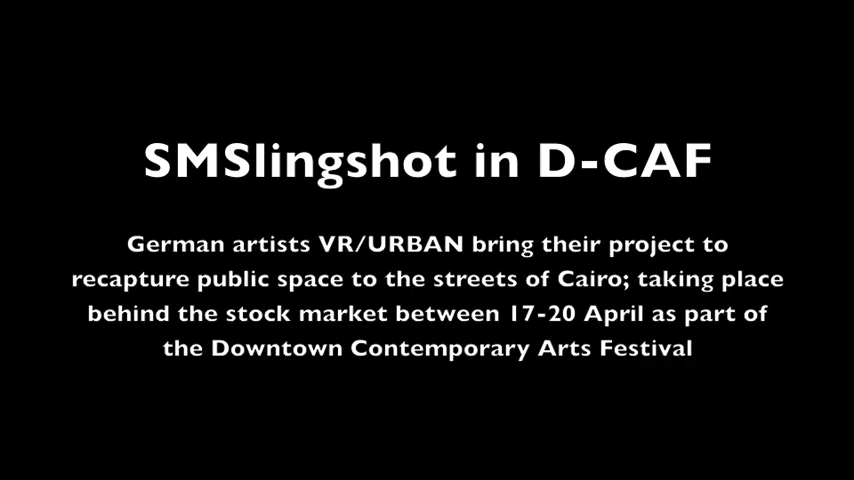 SMSlingshot in D-CAF
German artists VR/URBAN bring their project to
recapture public space to the streets of Cairo; taking place
behind the stock market between 17-20 April as part of
the Downtown Contemporary Arts Festival